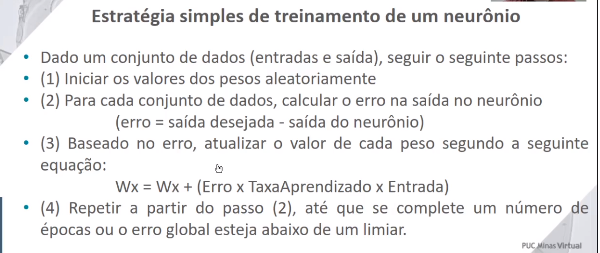 Estratégia simples de treinamento de um neurônio
• Dado um conjunto de dados (entradas e saída), seguir o seguinte passos:
• (1) Iniciar os valores dos pesos aleatoriamente
• (2) Para cada conjunto de dados, calcular o erro na saída no neurônio
(erro = saída desejada - saída do neurônio)
• (3) Baseado no erro, atualizar o valor de cada peso segundo a seguinte
equação:
Wx = Wx + (Erro x TaxaAprendizado x Entrada)
• (4) Repetir a partir do passo (2), até que se complete um número de
épocas ou o erro global esteja abaixo de um limiar.
PUC Minas Virtual